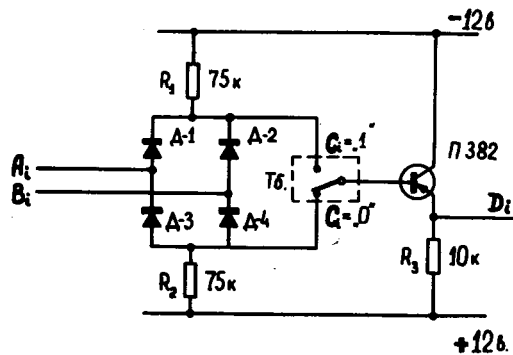 -12в
R₁ 75к
Д-1 Д-2
Cᵢ=„1"
П 382
Aᵢ
Bᵢ
Тб.
Dᵢ
Д-3 Д-4
Cᵢ=„0"
R₃ 10к
R₂ 75к
+12в.